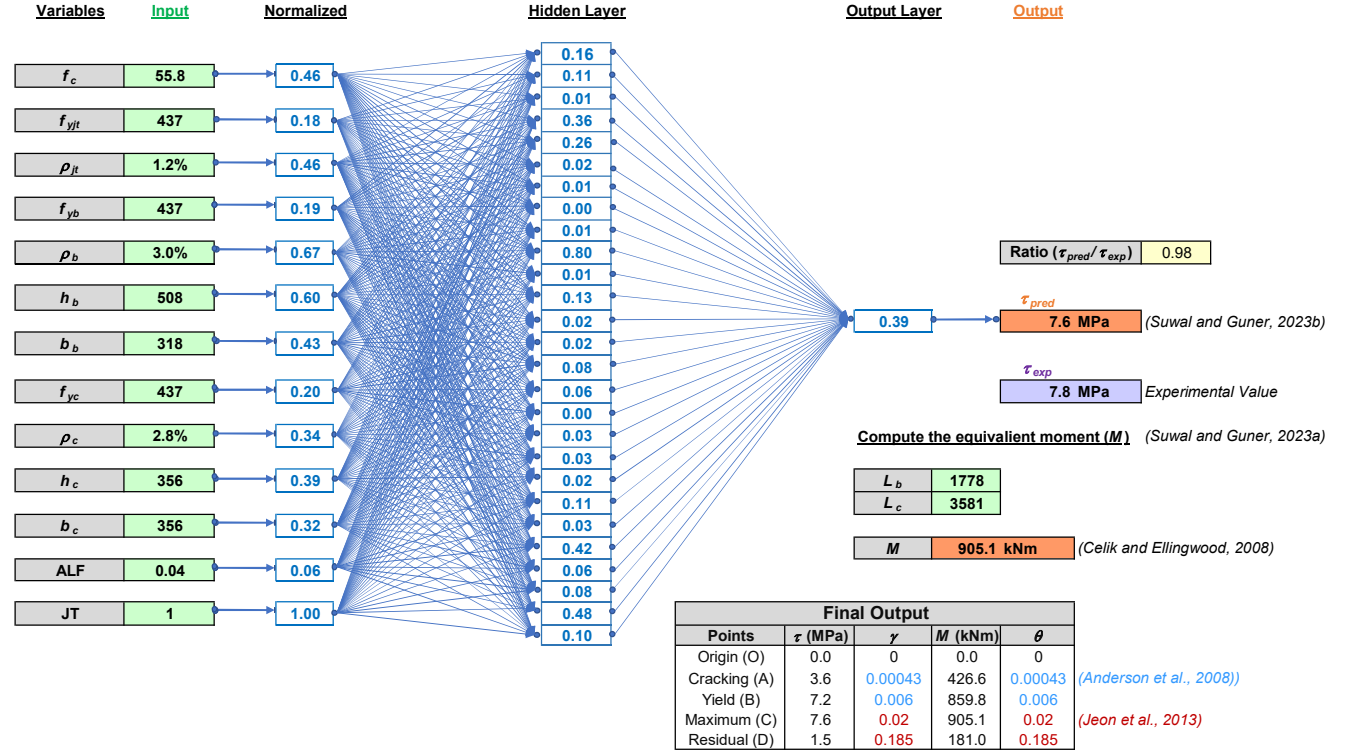 Variables Input Normalized Hidden Layer Output Layer Output
f c 55.8 0.46
f yjt 437 0.18
ρ jt 1.2% 0.46
f yb 437 0.19
ρ b 3.0% 0.67
h b 508 0.60
b b 318 0.43
f yc 437 0.20
ρ c 2.8% 0.34
h c 356 0.39
b c 356 0.32
ALF 0.04 0.06
JT 1 1.00
0.16
0.11
0.01
0.36
0.26
0.02
0.01
0.00
0.01
0.80
0.01
0.13
0.02
0.02
0.08
0.06
0.00
0.03
0.03
0.02
0.11
0.03
0.42
0.06
0.08
0.48
0.10
0.39
Ratio (τ pred / τ exp) 0.98
τ pred
7.6 MPa (Suwal and Guner, 2023b)
τ exp
7.8 MPa Experimental Value
Compute the equivalient moment (M) (Suwal and Guner, 2023a)
L b 1778
L c 3581
M 905.1 kNm (Celik and Ellingwood, 2008)
Final Output
Points τ (MPa) γ M (kNm) θ
Origin (O) 0.0 0 0.0 0
Cracking (A) 3.6 0.00043 426.6 0.00043 (Anderson et al., 2008))
Yield (B) 7.2 0.006 859.8 0.006
Maximum (C) 7.6 0.02 905.1 0.02 (Jeon et al., 2013)
Residual (D) 1.5 0.185 181.0 0.185